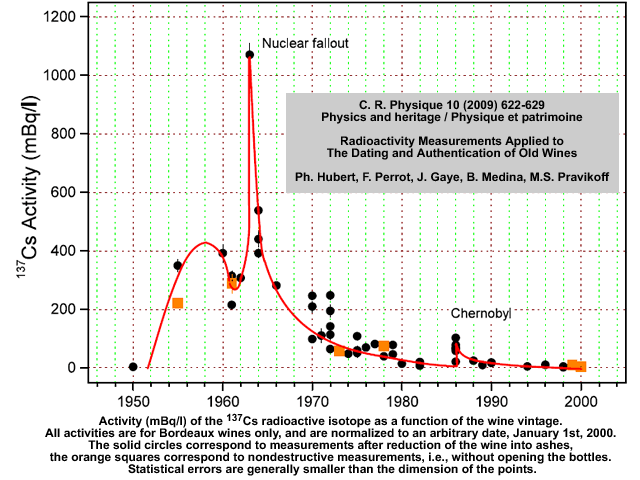 1200
1000
800
600
400
200
0
137Cs Activity (mBq/l)
Nuclear fallout
C. R. Physique 10 (2009) 622-629
Physics and heritage / Physique et patrimoine
Radioactivity Measurements Applied to
The Dating and Authentication of Old Wines
Ph. Hubert, F. Perrot, J. Gaye, B. Medina, M.S. Pravikoff
Chernobyl
1950 1960 1970 1980 1990 2000
Activity (mBq/l) of the 137Cs radioactive isotope as a function of the wine vintage.
All activities are for Bordeaux wines only, and are normalized to an arbitrary date, January 1st, 2000.
The solid circles correspond to measurements after reduction of the wine into ashes,
the orange squares correspond to nondestructive measurements, i.e., without opening the bottles.
Statistical errors are generally smaller than the dimension of the points.